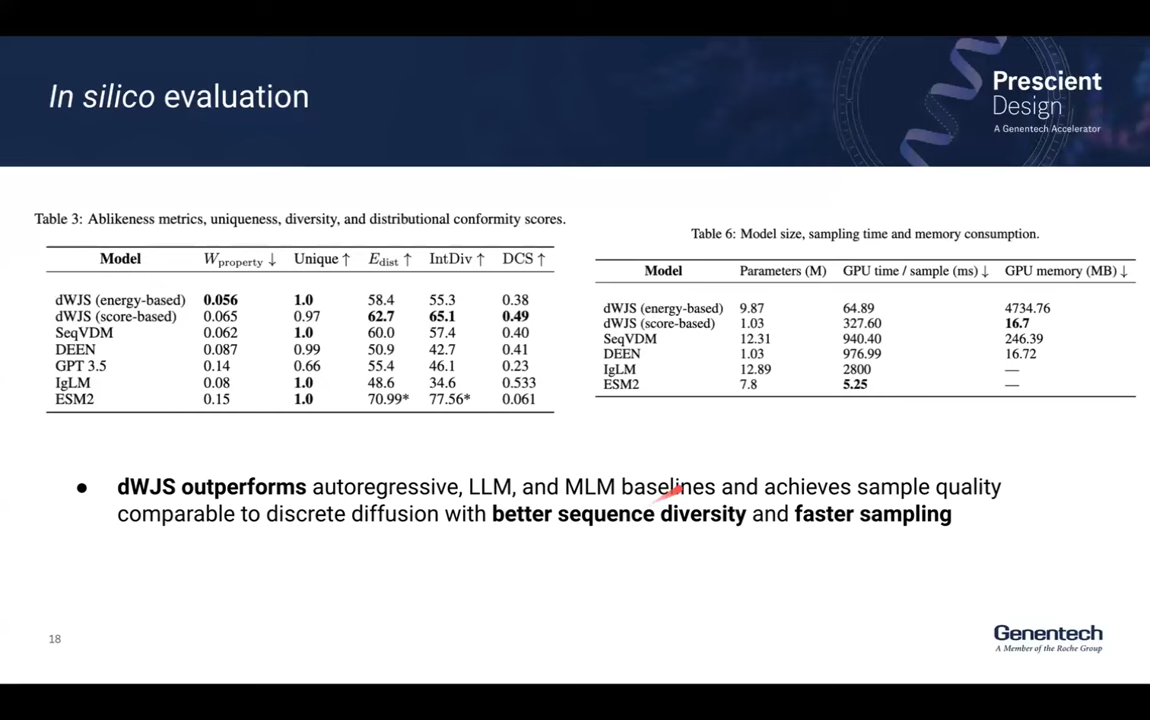 In silico evaluation
Prescient
Design
A Genentech Accelerator
Table 3: Ablikeness metrics, uniqueness, diversity, and distributional conformity scores.
Model Wproperty ↓ Unique ↑ Edist ↑ IntDiv ↑ DCS ↑
dWJS (energy-based) 0.056 1.0 58.4 55.3 0.38
dWJS (score-based) 0.065 0.97 62.7 65.1 0.49
SeqVDM 0.062 1.0 60.0 57.4 0.40
DEEN 0.087 0.99 50.9 42.7 0.41
GPT 3.5 0.14 0.66 55.4 46.1 0.23
IgLM 0.08 1.0 48.6 34.6 0.533
ESM2 0.15 1.0 70.99* 77.56* 0.061
Table 6: Model size, sampling time and memory consumption.
Model Parameters (M) GPU time / sample (ms) ↓ GPU memory (MB) ↓
dWJS (energy-based) 9.87 64.89 4734.76
dWJS (score-based) 1.03 327.60 16.7
SeqVDM 12.31 940.40 246.39
DEEN 1.03 976.99 16.72
IgLM 12.89 2800 —
ESM2 7.8 5.25 —
● dWJS outperforms autoregressive, LLM, and MLM baselines and achieves sample quality
comparable to discrete diffusion with better sequence diversity and faster sampling
18
Genentech
A Member of the Roche Group